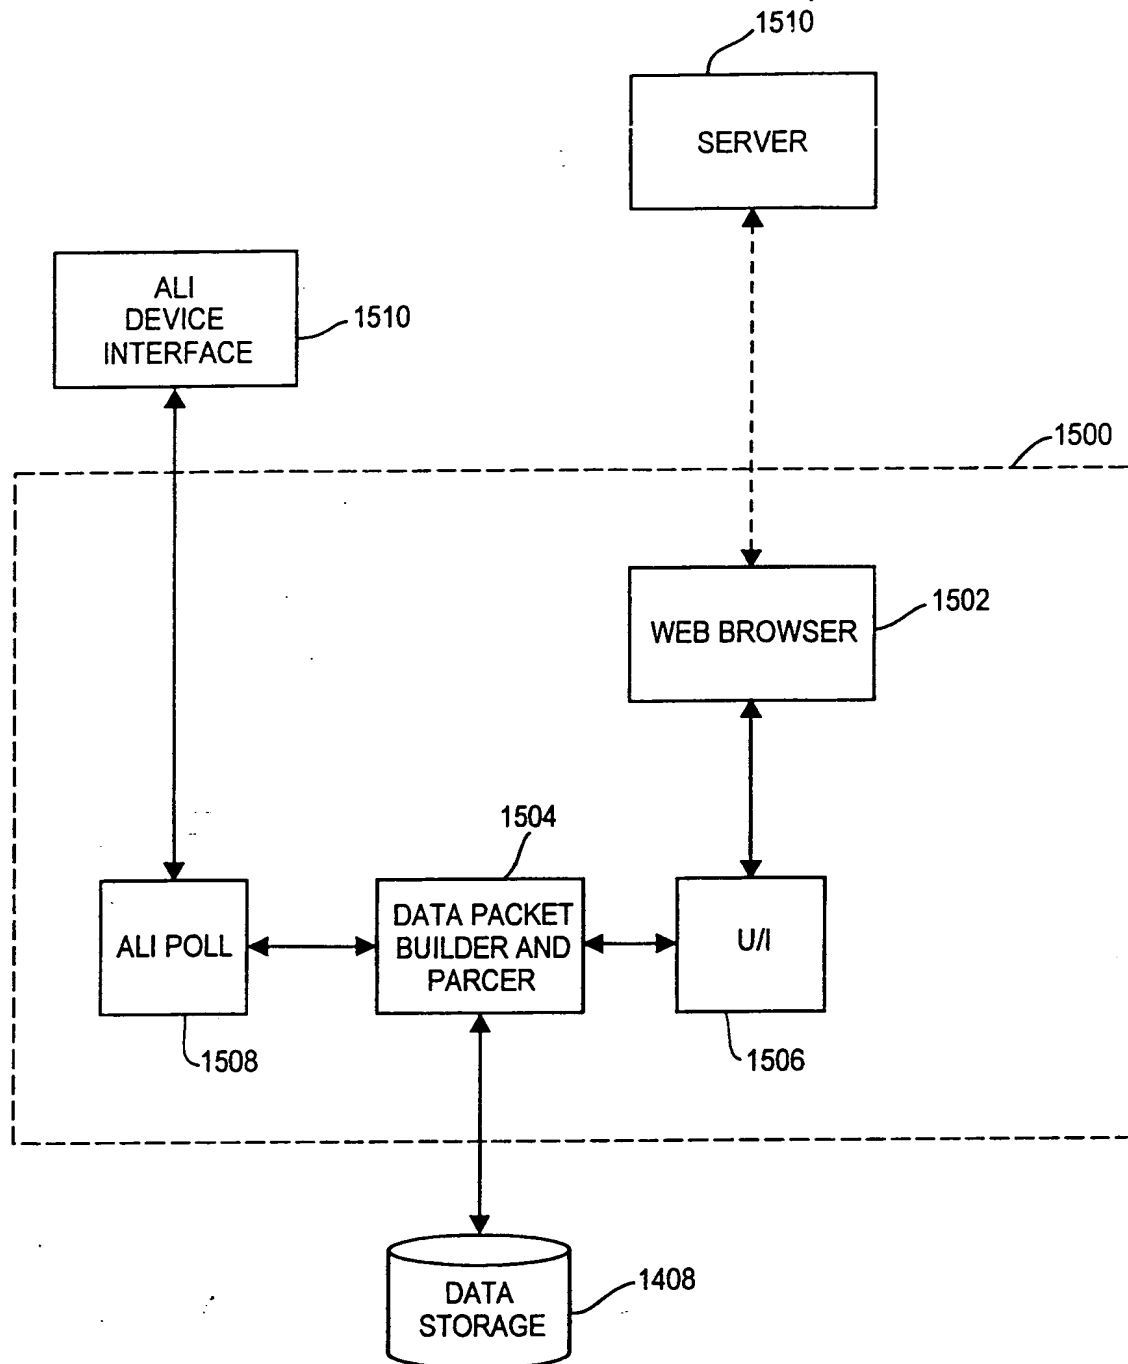 1510
SERVER
ALI
DEVICE
INTERFACE
1510
1500
WEB BROWSER
1502
1504
ALI POLL
DATA PACKET
BUILDER AND
PARCER
U/I
1508
1506
DATA
STORAGE
1408